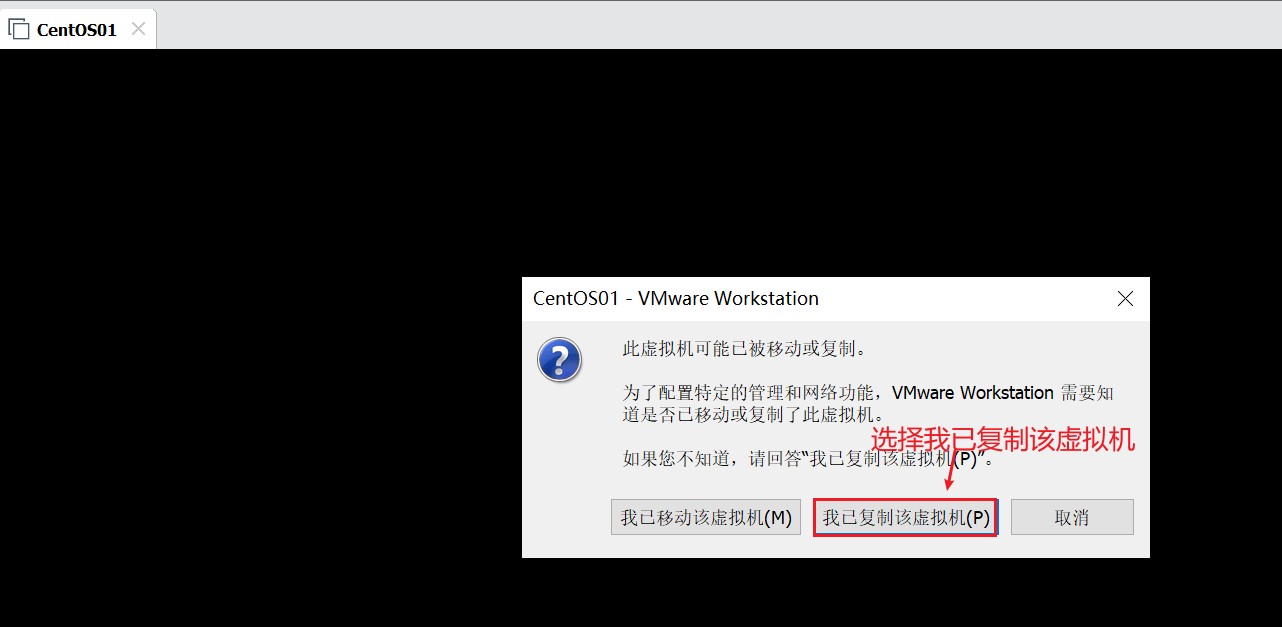 CentOS01
CentOS01 - VMware Workstation
此虚拟机可能已被移动或复制。
为了配置特定的管理和网络功能，VMware Workstation 需要知
道是否已移动或复制了此虚拟机。
选择我已复制该虚拟机
如果您不知道，请回答“我已复制该虚拟机(P)”。
我已移动该虚拟机(M)
我已复制该虚拟机(P)
取消